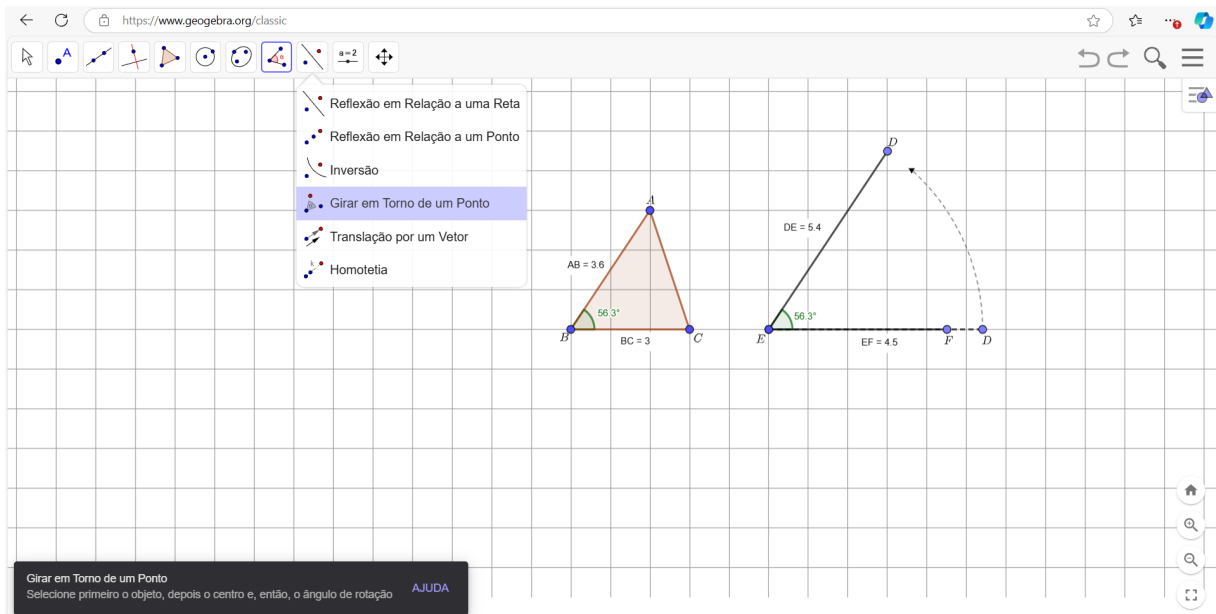 https://www.geogebra.org/classic
A
α
a = 2
Reflexão em Relação a uma Reta
Reflexão em Relação a um Ponto
Inversão
Girar em Torno de um Ponto
Translação por um Vetor
Homotetia
D
A
DE = 5.4
AB = 3.6
56.3°
56.3°
B
BC = 3
C
E
EF = 4.5
F
D
Girar em Torno de um Ponto
Selecione primeiro o objeto, depois o centro e, então, o ângulo de rotação
AJUDA